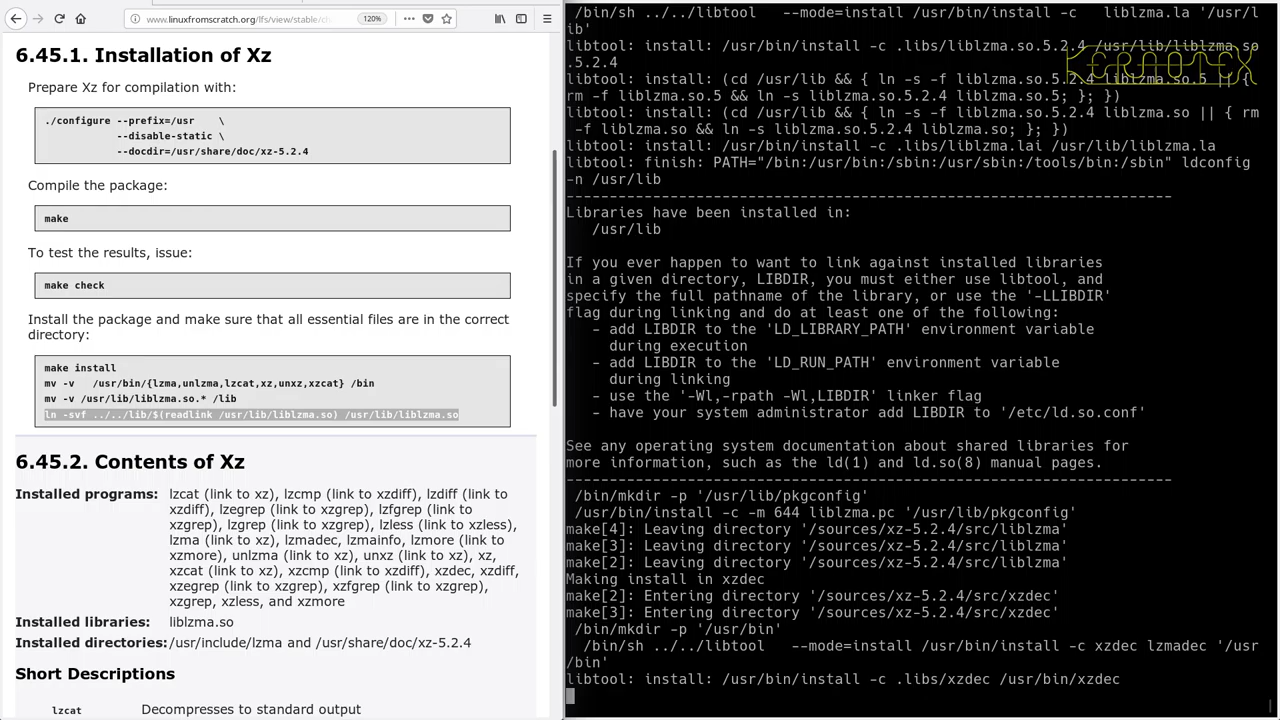 www.linuxfromscratch.org/lfs/view/stable/ch
120%
6.45.1. Installation of Xz
Prepare Xz for compilation with:
./configure --prefix=/usr    \
--disable-static \
--docdir=/usr/share/doc/xz-5.2.4
Compile the package:
make
To test the results, issue:
make check
Install the package and make sure that all essential files are in the correct
directory:
make install
mv -v   /usr/bin/{lzma,unlzma,lzcat,xz,unxz,xzcat} /bin
mv -v /usr/lib/liblzma.so.* /lib
ln -svf ../../lib/$(readlink /usr/lib/liblzma.so) /usr/lib/liblzma.so
6.45.2. Contents of Xz
Installed programs: lzcat (link to xz), lzcmp (link to xzdiff), lzdiff (link to
xzdiff), lzegrep (link to xzgrep), lzfgrep (link to
xzgrep), lzgrep (link to xzgrep), lzless (link to xzless),
lzma (link to xz), lzmadec, lzmainfo, lzmore (link to
xzmore), unlzma (link to xz), unxz (link to xz), xz,
xzcat (link to xz), xzcmp (link to xzdiff), xzdec, xzdiff,
xzegrep (link to xzgrep), xzfgrep (link to xzgrep),
xzgrep, xzless, and xzmore
Installed libraries: liblzma.so
Installed directories: /usr/include/lzma and /usr/share/doc/xz-5.2.4
Short Descriptions
lzcat Decompresses to standard output
/bin/sh ../../libtool   --mode=install /usr/bin/install -c   liblzma.la '/usr/l
ib'
libtool: install: /usr/bin/install -c .libs/liblzma.so.5.2.4 /usr/lib/liblzma.so
.5.2.4
libtool: install: (cd /usr/lib && { ln -s -f liblzma.so.5.2.4 liblzma.so.5 || {
rm -f liblzma.so.5 && ln -s liblzma.so.5.2.4 liblzma.so.5; }; })
libtool: install: (cd /usr/lib && { ln -s -f liblzma.so.5.2.4 liblzma.so || { rm
-f liblzma.so && ln -s liblzma.so.5.2.4 liblzma.so; }; })
libtool: install: /usr/bin/install -c .libs/liblzma.lai /usr/lib/liblzma.la
libtool: finish: PATH="/bin:/usr/bin:/sbin:/usr/sbin:/tools/bin:/sbin" ldconfig
-n /usr/lib
----------------------------------------------------------------------
Libraries have been installed in:
/usr/lib
If you ever happen to want to link against installed libraries
in a given directory, LIBDIR, you must either use libtool, and
specify the full pathname of the library, or use the '-LLIBDIR'
flag during linking and do at least one of the following:
- add LIBDIR to the 'LD_LIBRARY_PATH' environment variable
during execution
- add LIBDIR to the 'LD_RUN_PATH' environment variable
during linking
- use the '-Wl,-rpath -Wl,LIBDIR' linker flag
- have your system administrator add LIBDIR to '/etc/ld.so.conf'
See any operating system documentation about shared libraries for
more information, such as the ld(1) and ld.so(8) manual pages.
----------------------------------------------------------------------
/bin/mkdir -p '/usr/lib/pkgconfig'
/usr/bin/install -c -m 644 liblzma.pc '/usr/lib/pkgconfig'
make[4]: Leaving directory '/sources/xz-5.2.4/src/liblzma'
make[3]: Leaving directory '/sources/xz-5.2.4/src/liblzma'
make[2]: Leaving directory '/sources/xz-5.2.4/src/liblzma'
Making install in xzdec
make[2]: Entering directory '/sources/xz-5.2.4/src/xzdec'
make[3]: Entering directory '/sources/xz-5.2.4/src/xzdec'
/bin/mkdir -p '/usr/bin'
/bin/sh ../../libtool   --mode=install /usr/bin/install -c xzdec lzmadec '/usr
/bin'
libtool: install: /usr/bin/install -c .libs/xzdec /usr/bin/xzdec